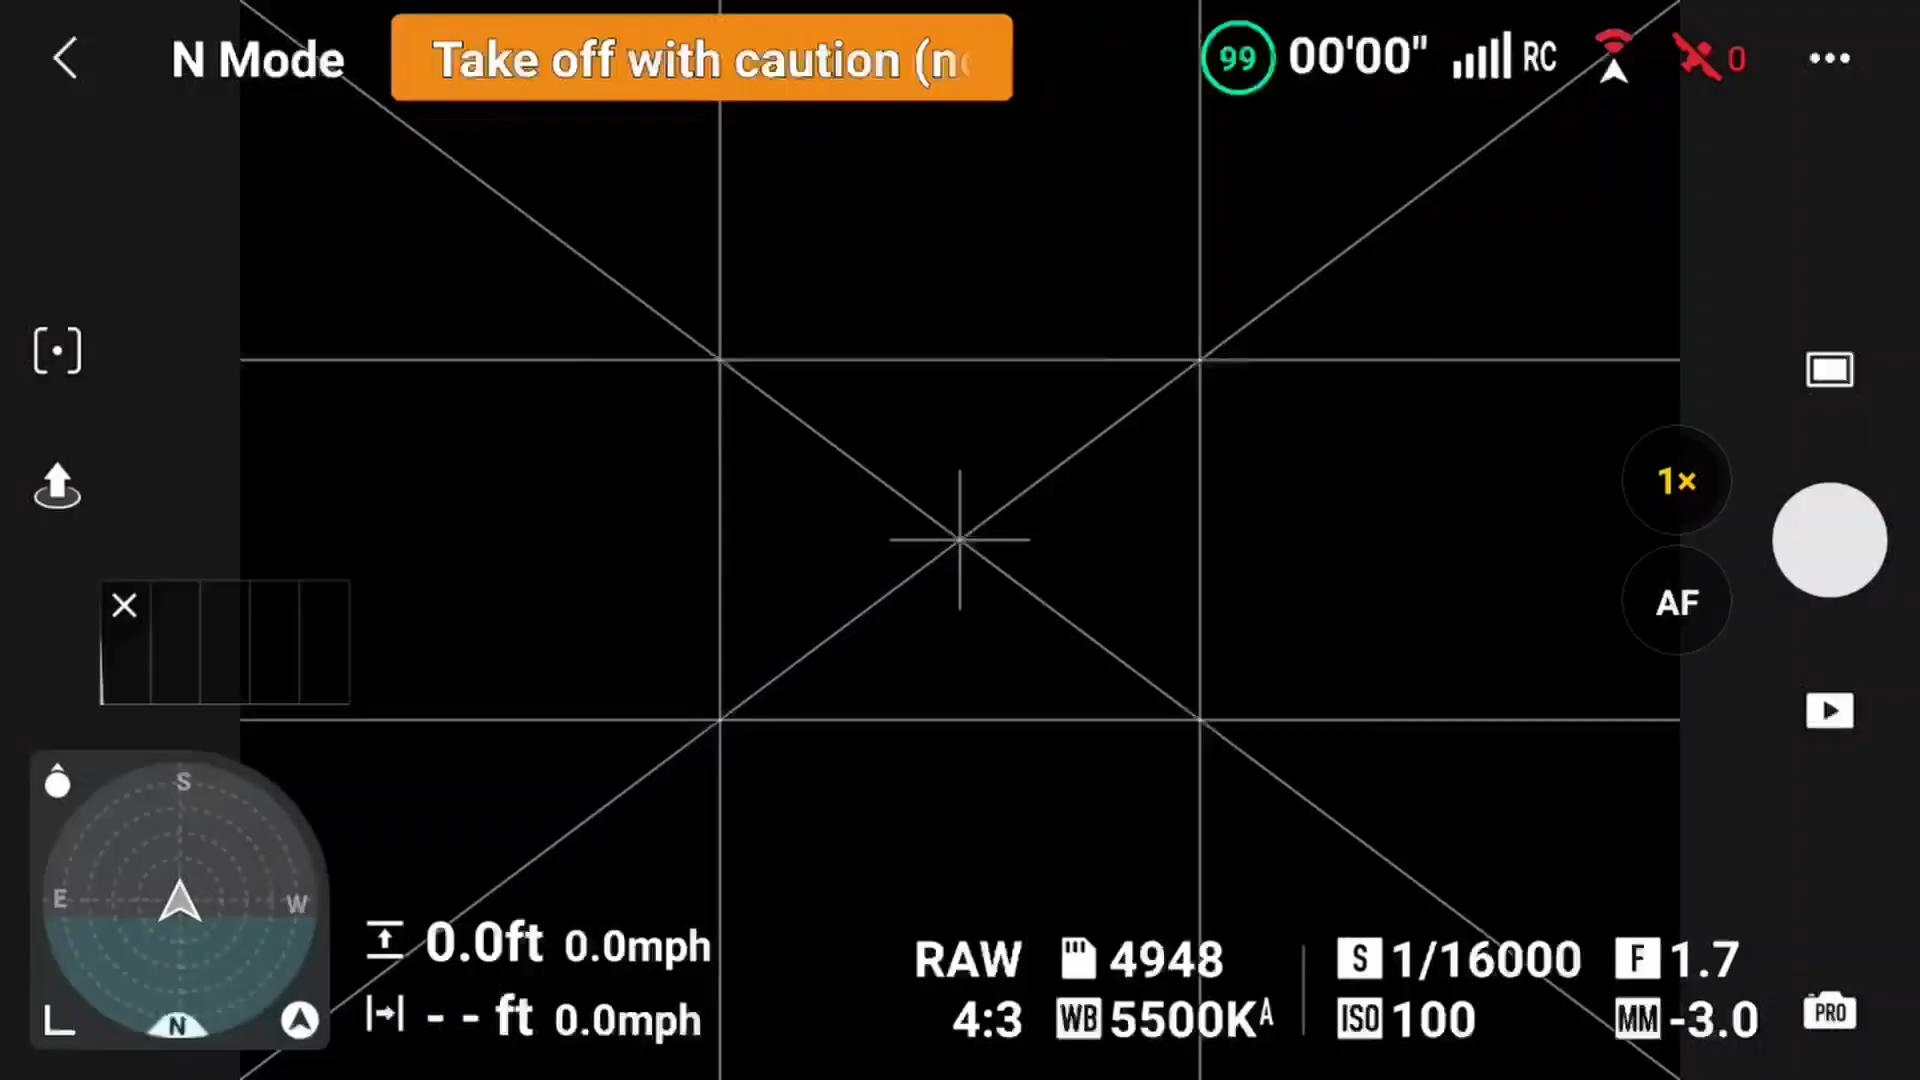 N Mode
Take off with caution (n
99
00'00"
RC
0
1×
AF
S
E
W
N
0.0ft 0.0mph
- - ft 0.0mph
RAW
4948
4:3
WB 5500K A
S 1/16000
F 1.7
ISO 100
MM -3.0
PRO